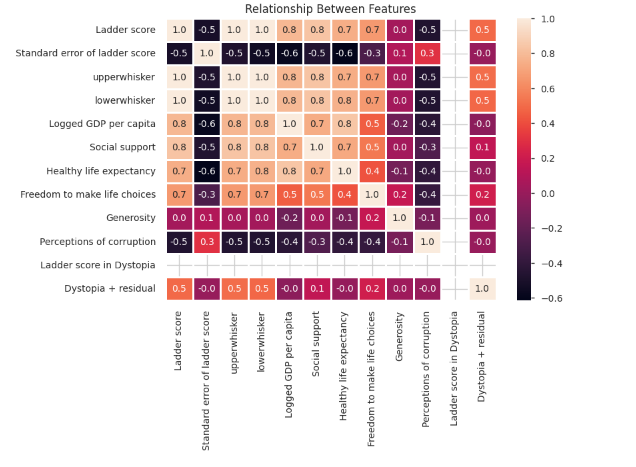 Relationship Between Features
Ladder score 1.0 -0.5 1.0 1.0 0.8 0.8 0.7 0.7 0.0 -0.5 0.5
Standard error of ladder score -0.5 1.0 -0.5 -0.5 -0.6 -0.5 -0.6 -0.3 0.1 0.3 -0.0
upperwhisker 1.0 -0.5 1.0 1.0 0.8 0.8 0.7 0.7 0.0 -0.5 0.5
lowerwhisker 1.0 -0.5 1.0 1.0 0.8 0.8 0.8 0.7 0.0 -0.5 0.5
Logged GDP per capita 0.8 -0.6 0.8 0.8 1.0 0.7 0.8 0.5 -0.2 -0.4 -0.0
Social support 0.8 -0.5 0.8 0.8 0.7 1.0 0.7 0.5 0.0 -0.3 0.1
Healthy life expectancy 0.7 -0.6 0.7 0.8 0.8 0.7 1.0 0.4 -0.1 -0.4 -0.0
Freedom to make life choices 0.7 -0.3 0.7 0.7 0.5 0.5 0.4 1.0 0.2 -0.4 0.2
Generosity 0.0 0.1 0.0 0.0 -0.2 0.0 -0.1 0.2 1.0 -0.1 0.0
Perceptions of corruption -0.5 0.3 -0.5 -0.5 -0.4 -0.3 -0.4 -0.4 -0.1 1.0 -0.0
Ladder score in Dystopia
Dystopia + residual 0.5 -0.0 0.5 0.5 -0.0 0.1 -0.0 0.2 0.0 -0.0 1.0
Ladder score
Standard error of ladder score
upperwhisker
lowerwhisker
Logged GDP per capita
Social support
Healthy life expectancy
Freedom to make life choices
Generosity
Perceptions of corruption
Ladder score in Dystopia
Dystopia + residual
1.0
0.8
0.6
0.4
0.2
0.0
−0.2
−0.4
−0.6